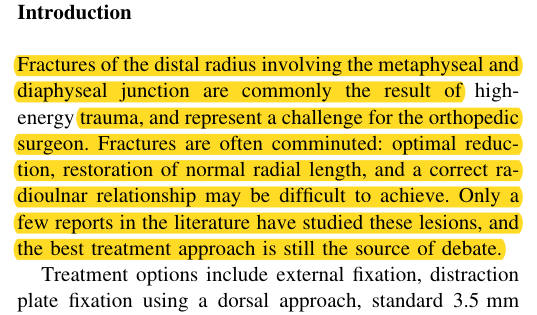 Introduction
Fractures of the distal radius involving the metaphyseal and
diaphyseal junction are commonly the result of high-
energy trauma, and represent a challenge for the orthopedic
surgeon. Fractures are often comminuted: optimal reduc-
tion, restoration of normal radial length, and a correct ra-
dioulnar relationship may be difficult to achieve. Only a
few reports in the literature have studied these lesions, and
the best treatment approach is still the source of debate.
Treatment options include external fixation, distraction
plate fixation using a dorsal approach, standard 3.5 mm